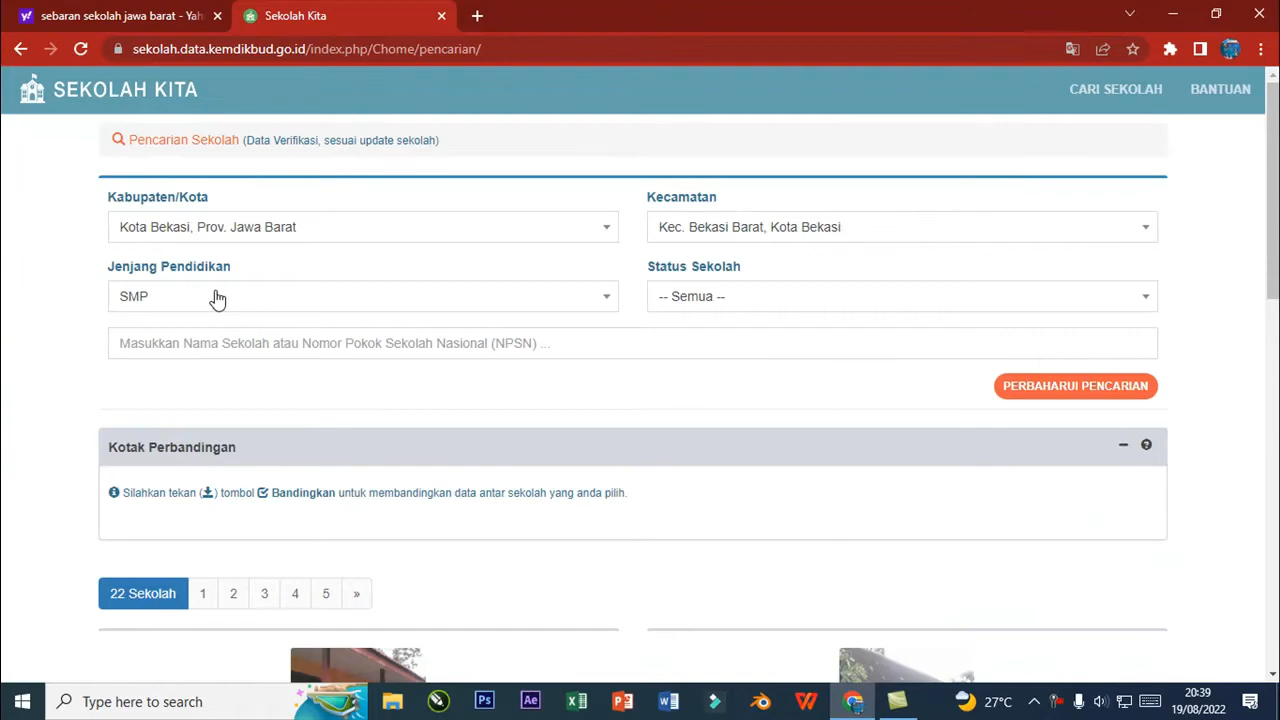 sebaran sekolah jawa barat - Yah
Sekolah Kita
sekolah.data.kemdikbud.go.id/index.php/Chome/pencarian/
SEKOLAH KITA
CARI SEKOLAH
BANTUAN
Pencarian Sekolah (Data Verifikasi, sesuai update sekolah)
Kabupaten/Kota
Kecamatan
Kota Bekasi, Prov. Jawa Barat
Kec. Bekasi Barat, Kota Bekasi
Jenjang Pendidikan
Status Sekolah
SMP
-- Semua --
Masukkan Nama Sekolah atau Nomor Pokok Sekolah Nasional (NPSN) ...
PERBAHARUI PENCARIAN
Kotak Perbandingan
Silahkan tekan ( ) tombol Bandingkan untuk membandingkan data antar sekolah yang anda pilih.
22 Sekolah 1 2 3 4 5 »
Type here to search
Ps
Ae
27°C
20:39
19/08/2022